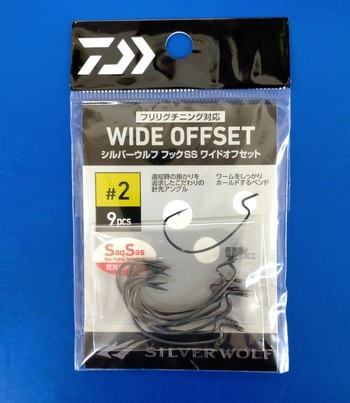 フリリグチニング対応
WIDE OFFSET
シルバーウルフ フックSS ワイドオフセット
#2
9pcs
遠投時の掛かりを
追求したこだわりの
針先アングル
ワームをしっかり
ホールドするベンド
SaqSas
SILVER WOLF